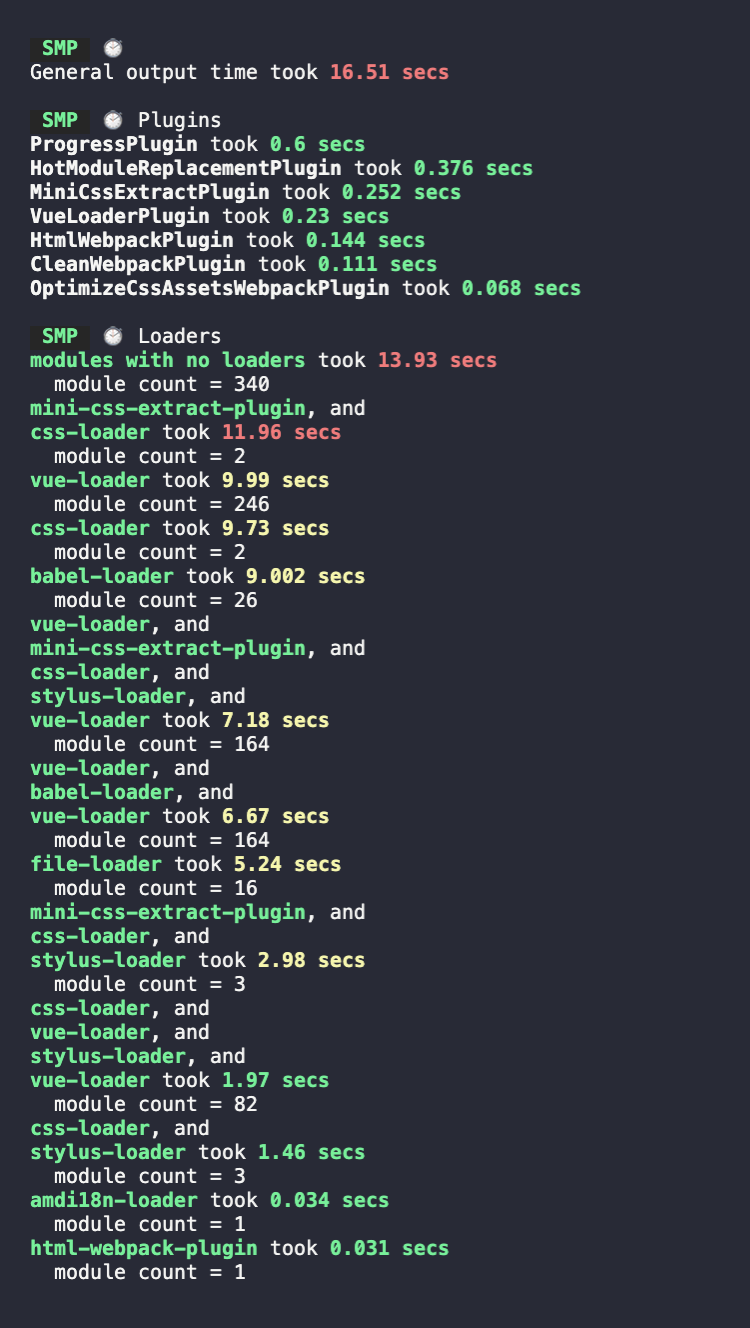 SMP ⏱
General output time took 16.51 secs

SMP ⏱ Plugins
ProgressPlugin took 0.6 secs
HotModuleReplacementPlugin took 0.376 secs
MiniCssExtractPlugin took 0.252 secs
VueLoaderPlugin took 0.23 secs
HtmlWebpackPlugin took 0.144 secs
CleanWebpackPlugin took 0.111 secs
OptimizeCssAssetsWebpackPlugin took 0.068 secs

SMP ⏱ Loaders
modules with no loaders took 13.93 secs
  module count = 340
mini-css-extract-plugin, and
css-loader took 11.96 secs
  module count = 2
vue-loader took 9.99 secs
  module count = 246
css-loader took 9.73 secs
  module count = 2
babel-loader took 9.002 secs
  module count = 26
vue-loader, and
mini-css-extract-plugin, and
css-loader, and
stylus-loader, and
vue-loader took 7.18 secs
  module count = 164
vue-loader, and
babel-loader, and
vue-loader took 6.67 secs
  module count = 164
file-loader took 5.24 secs
  module count = 16
mini-css-extract-plugin, and
css-loader, and
stylus-loader took 2.98 secs
  module count = 3
css-loader, and
vue-loader, and
stylus-loader, and
vue-loader took 1.97 secs
  module count = 82
css-loader, and
stylus-loader took 1.46 secs
  module count = 3
amdi18n-loader took 0.034 secs
  module count = 1
html-webpack-plugin took 0.031 secs
  module count = 1